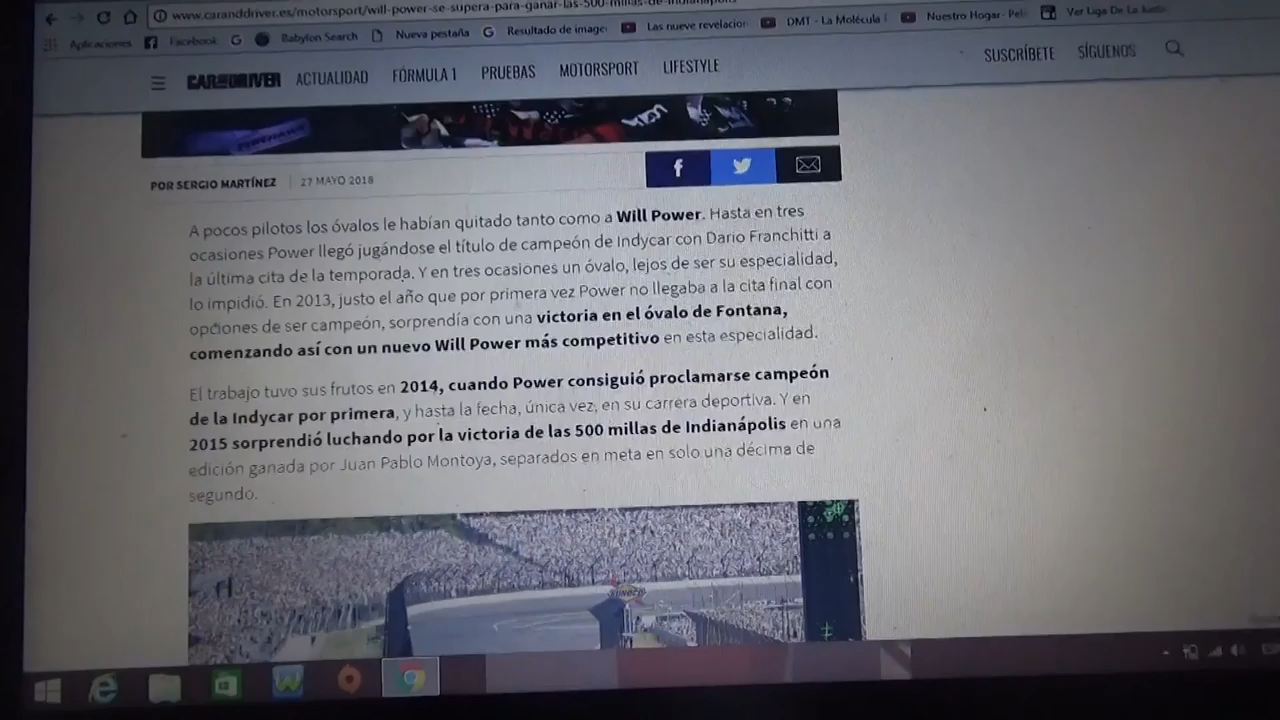 www.caranddriver.es/motorsport/will-power-se-supera-para-ganar-las-500-millas-de-indianapolis
Aplicaciones Facebook Babylon Search Nueva pestaña Resultado de image Las nueve revelacion DMT - La Molécula Nuestro Hogar- Pel Ver Liga De La Justic
CAR AND DRIVER ACTUALIDAD FÓRMULA 1 PRUEBAS MOTORSPORT LIFESTYLE SUSCRÍBETE SÍGUENOS
POR SERGIO MARTÍNEZ 27 MAYO 2018
A pocos pilotos los óvalos le habían quitado tanto como a Will Power. Hasta en tres
ocasiones Power llegó jugándose el título de campeón de Indycar con Dario Franchitti a
la última cita de la temporada. Y en tres ocasiones un óvalo, lejos de ser su especialidad,
lo impidió. En 2013, justo el año que por primera vez Power no llegaba a la cita final con
opciones de ser campeón, sorprendía con una victoria en el óvalo de Fontana,
comenzando así con un nuevo Will Power más competitivo en esta especialidad.
El trabajo tuvo sus frutos en 2014, cuando Power consiguió proclamarse campeón
de la Indycar por primera, y hasta la fecha, única vez, en su carrera deportiva. Y en
2015 sorprendió luchando por la victoria de las 500 millas de Indianápolis en una
edición ganada por Juan Pablo Montoya, separados en meta en solo una décima de
segundo.
SUNOCO